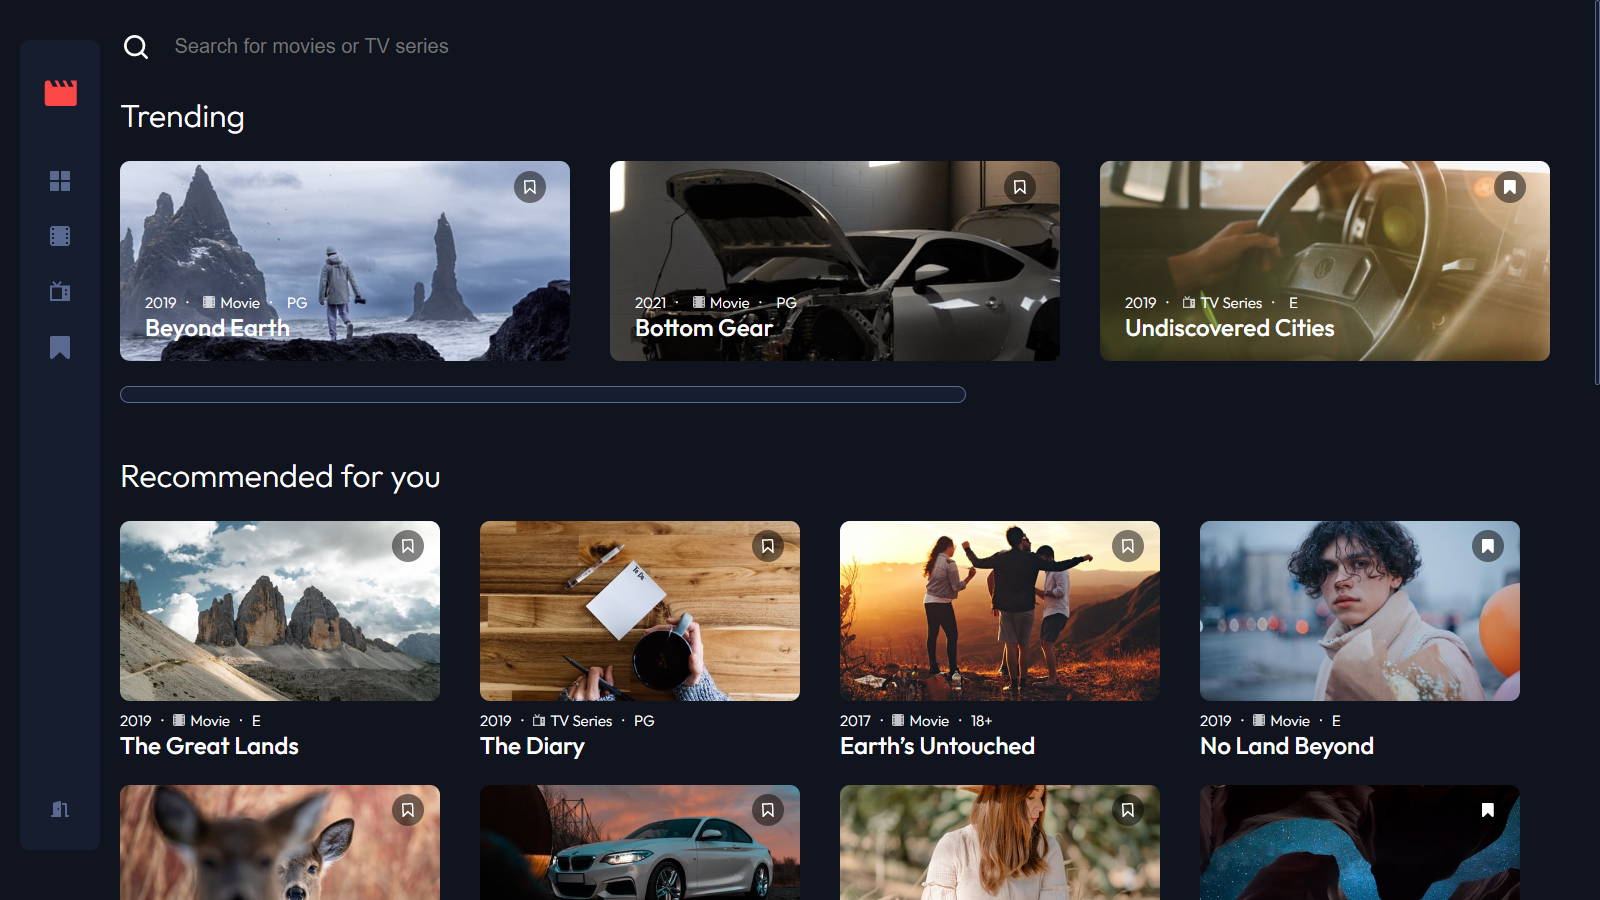 Search for movies or TV series
Trending
2019 · Movie · PG
Beyond Earth
2021 · Movie · PG
Bottom Gear
2019 · TV Series · E
Undiscovered Cities
Recommended for you
To Do
2019 · Movie · E
The Great Lands
2019 · TV Series · PG
The Diary
2017 · Movie · 18+
Earth’s Untouched
2019 · Movie · E
No Land Beyond